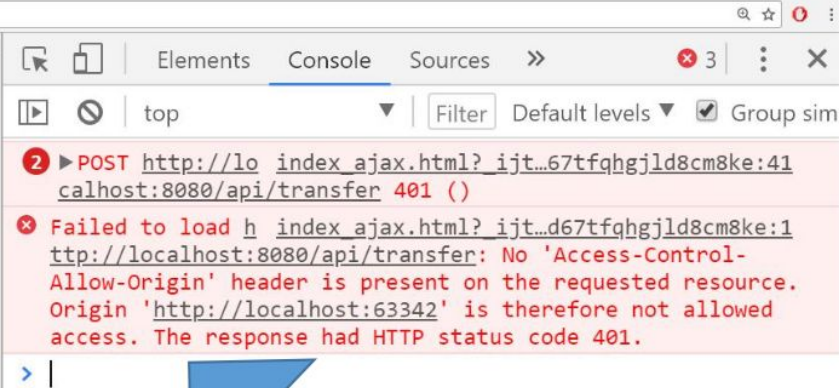 Elements Console Sources » 3
top Filter Default levels Group sim
2 POST http://lo index_ajax.html?_ijt…67tfqhgjld8cm8ke:41
calhost:8080/api/transfer 401 ()
Failed to load h index_ajax.html?_ijt…d67tfqhgjld8cm8ke:1
ttp://localhost:8080/api/transfer: No 'Access-Control-
Allow-Origin' header is present on the requested resource.
Origin 'http://localhost:63342' is therefore not allowed
access. The response had HTTP status code 401.